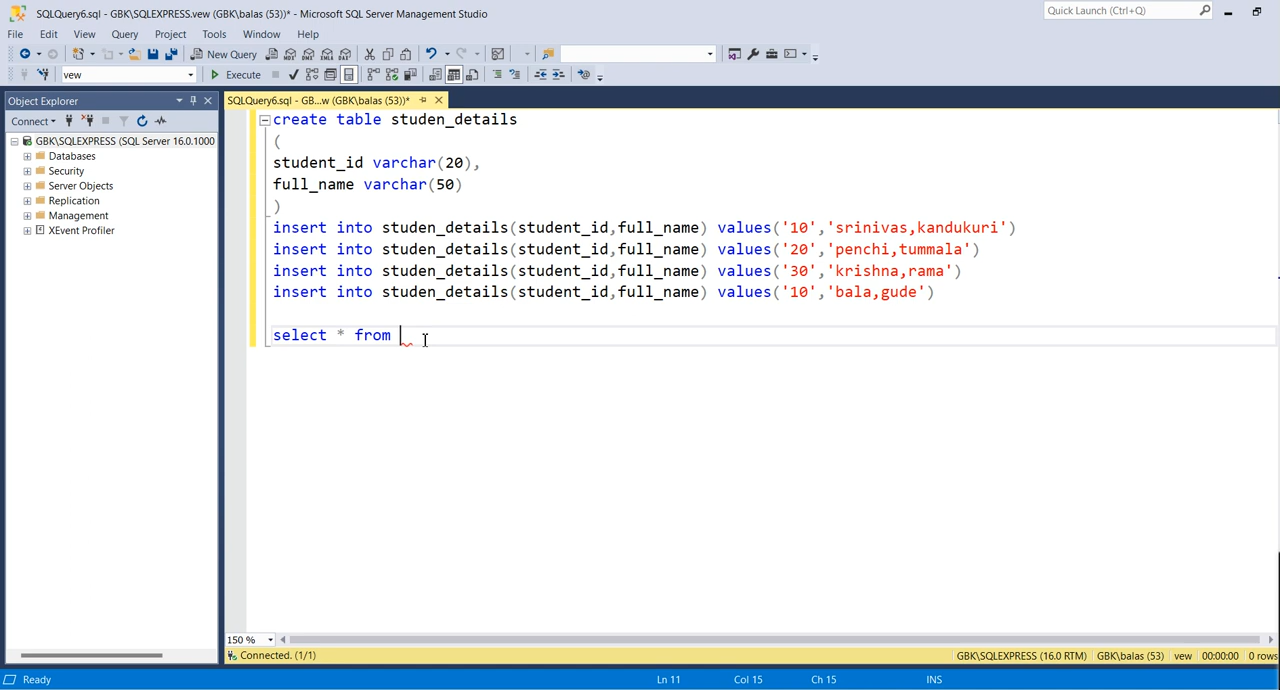 SQLQuery6.sql - GBK\SQLEXPRESS.vew (GBK\balas (53))* - Microsoft SQL Server Management Studio
Quick Launch (Ctrl+Q)
File Edit View Query Project Tools Window Help
New Query
vew Execute
Object Explorer
SQLQuery6.sql - GB...w (GBK\balas (53))*
Connect
GBK\SQLEXPRESS (SQL Server 16.0.1000
Databases
Security
Server Objects
Replication
Management
XEvent Profiler
create table studen_details
(
student_id varchar(20),
full_name varchar(50)
)
insert into studen_details(student_id,full_name) values('10','srinivas,kandukuri')
insert into studen_details(student_id,full_name) values('20','penchi,tummala')
insert into studen_details(student_id,full_name) values('30','krishna,rama')
insert into studen_details(student_id,full_name) values('10','bala,gude')
select * from
150 %
Connected. (1/1) GBK\SQLEXPRESS (16.0 RTM) GBK\balas (53) vew 00:00:00 0 rows
Ready Ln 11 Col 15 Ch 15 INS